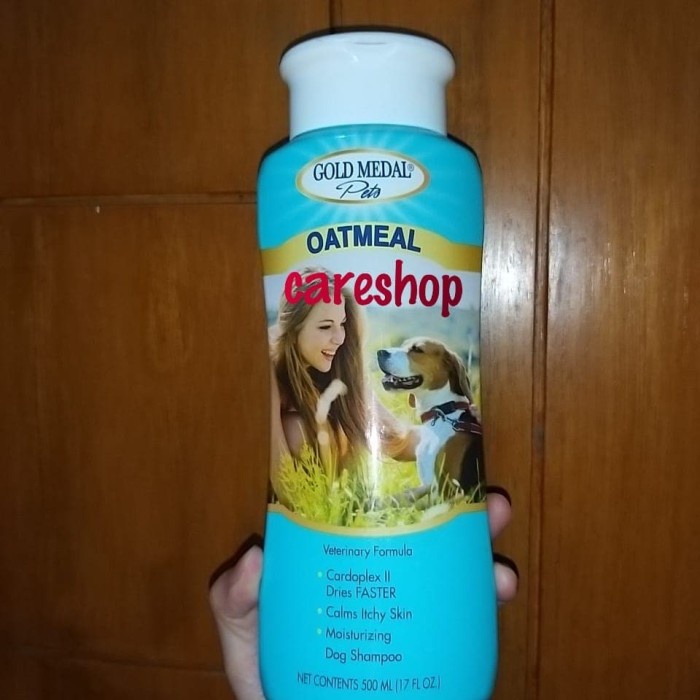 GOLD MEDAL®
Pets
OATMEAL
careshop
Veterinary Formula
• Cardoplex II
Dries FASTER
• Calms Itchy Skin
• Moisturizing
Dog Shampoo
NET CONTENTS 500 ML (17 FL OZ.)